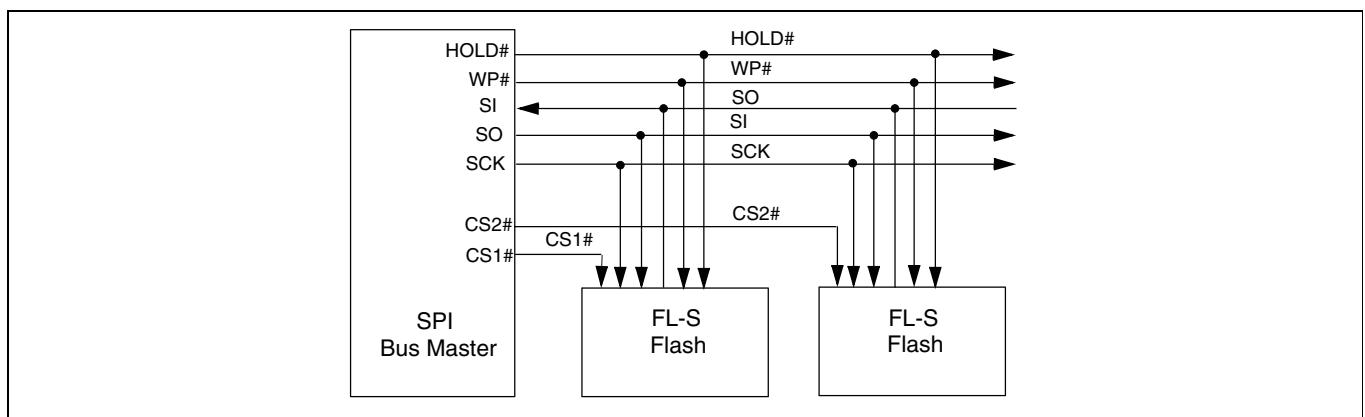 HOLD# HOLD#
WP# WP#
SI SO
SO SI
SCK SCK
CS2# CS2#
CS1# CS1#
SPI
Bus Master
FL-S
Flash
FL-S
Flash